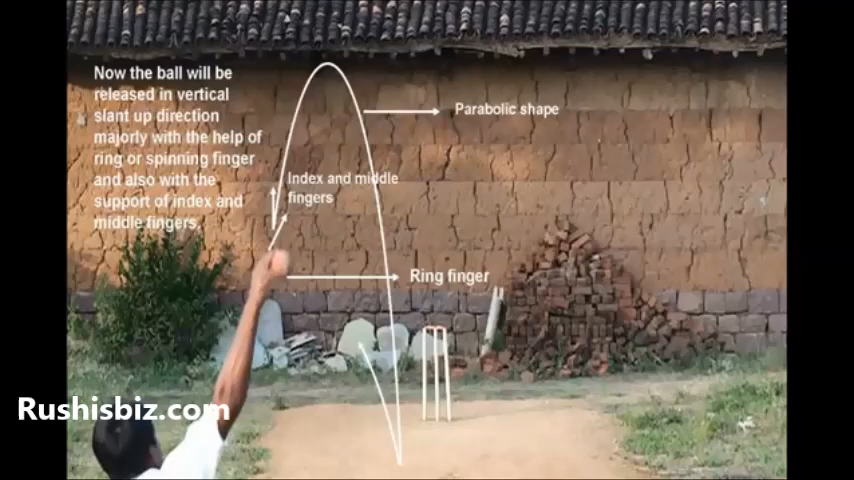 Now the ball will be
released in vertical
slant up direction
majorly with the help of
ring or spinning finger
and also with the
support of index and
middle fingers.
Parabolic shape
Index and middle
fingers
Ring finger
Rushisbiz.com